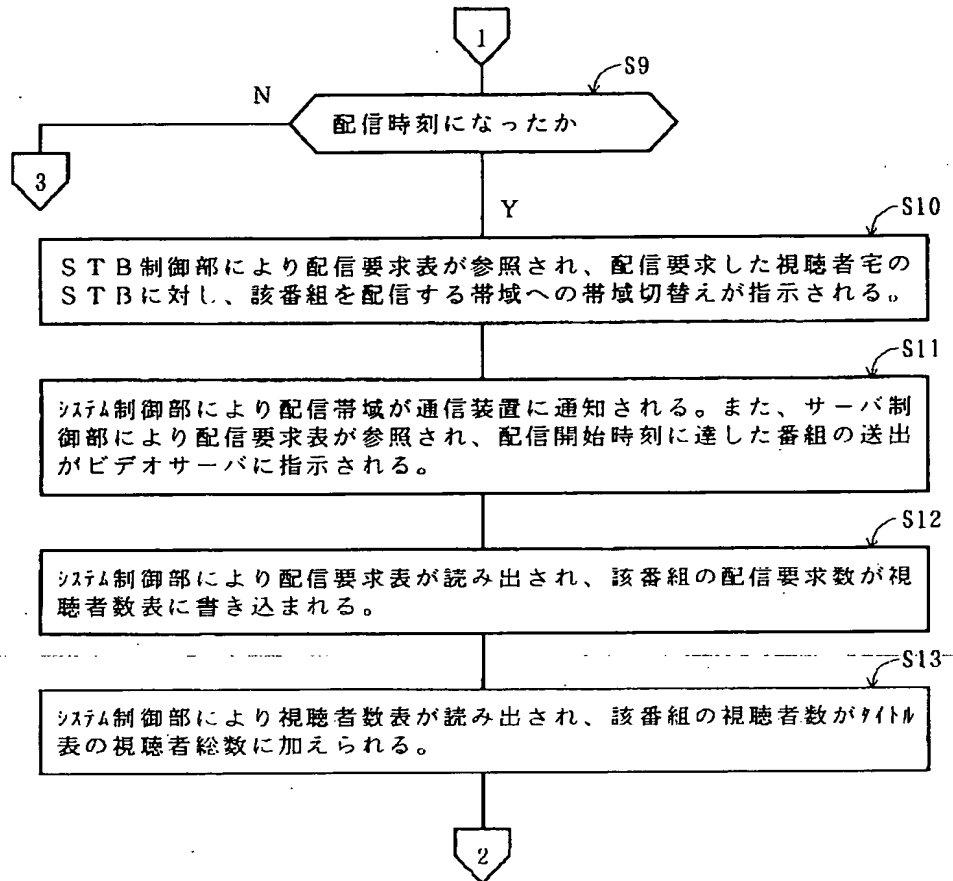 1
S9
N
配信時刻になったか
3
Y
S10
STB制御部により配信要求表が参照され、配信要求した視聴者宅の
STBに対し、該番組を配信する帯域への帯域切替えが指示される。
S11
ｼｽﾃﾑ制御部により配信帯域が通信装置に通知される。また、サーバ制
御部により配信要求表が参照され、配信開始時刻に達した番組の送出
がビデオサーバに指示される。
S12
ｼｽﾃﾑ制御部により配信要求表が読み出され、該番組の配信要求数が視
聴者数表に書き込まれる。
S13
ｼｽﾃﾑ制御部により視聴者数表が読み出され、該番組の視聴者数がﾀｲﾄﾙ
表の視聴者総数に加えられる。
2